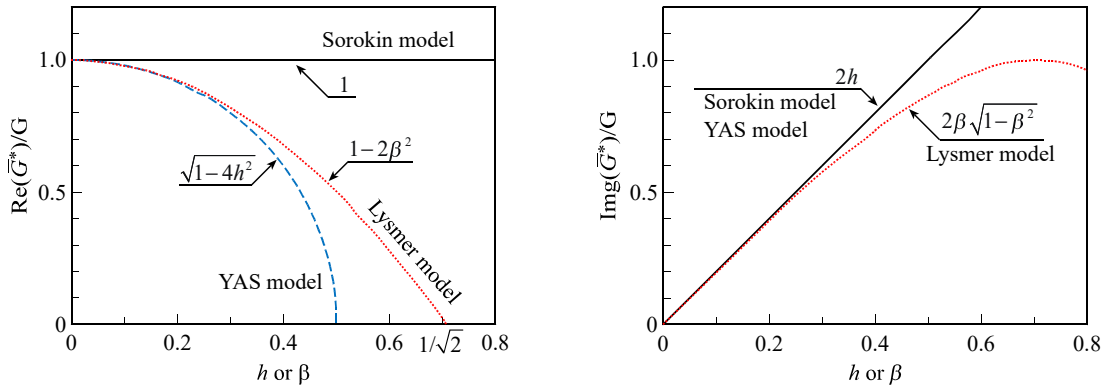 Sorokin model
1.0
1
1−2β²
√1−4h²
Re(G̅*)/G
0.5
Lysmer model
YAS model
0
0
0.2
0.4
1/√2
0.8
h or β
2h
Sorokin model
YAS model
1.0
2β√1−β²
Lysmer model
Img(G̅*)/G
0.5
0
0
0.2
0.4
0.6
0.8
h or β